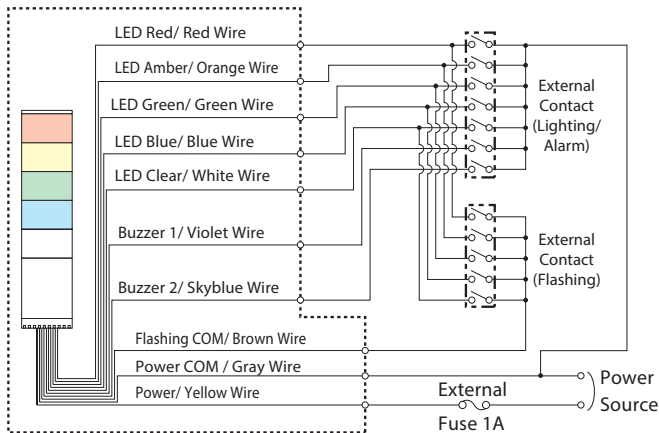 LED Red/ Red Wire
LED Amber/ Orange Wire
LED Green/ Green Wire
LED Blue/ Blue Wire
LED Clear/ White Wire
Buzzer 1/ Violet Wire
Buzzer 2/ Skyblue Wire
Flashing COM/ Brown Wire
Power COM / Gray Wire
Power/ Yellow Wire
External
Contact
(Lighting/
Alarm)
External
Contact
(Flashing)
External
Fuse 1A
Power
Source